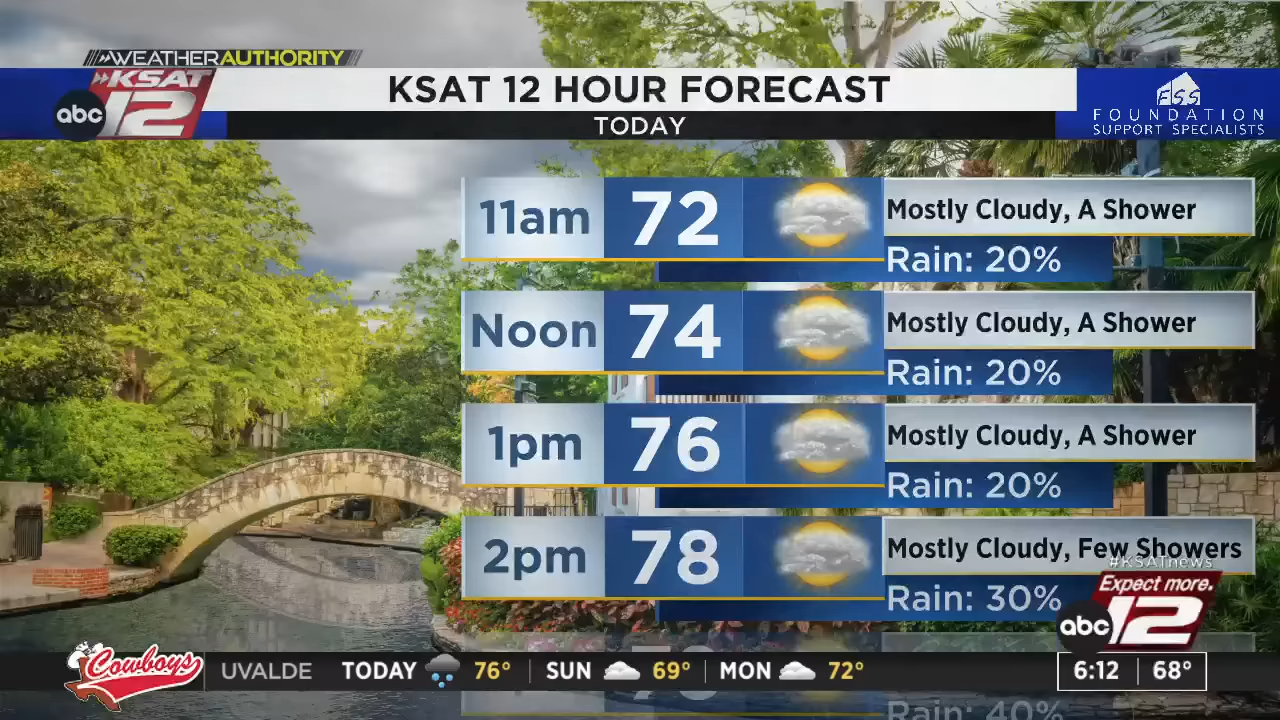 WEATHERAUTHORITY
KSAT
abc 12
KSAT 12 HOUR FORECAST
TODAY
FSS
FOUNDATION
SUPPORT SPECIALISTS
11am 72 Mostly Cloudy, A Shower
Rain: 20%
Noon 74 Mostly Cloudy, A Shower
Rain: 20%
1pm 76 Mostly Cloudy, A Shower
Rain: 20%
2pm 78 Mostly Cloudy, Few Showers
Rain: 30%
#KSATnews
Expect more.
abc 12
Cowboys UVALDE TODAY 76° SUN 69° MON 72° 6:12 68°
Rain: 40%